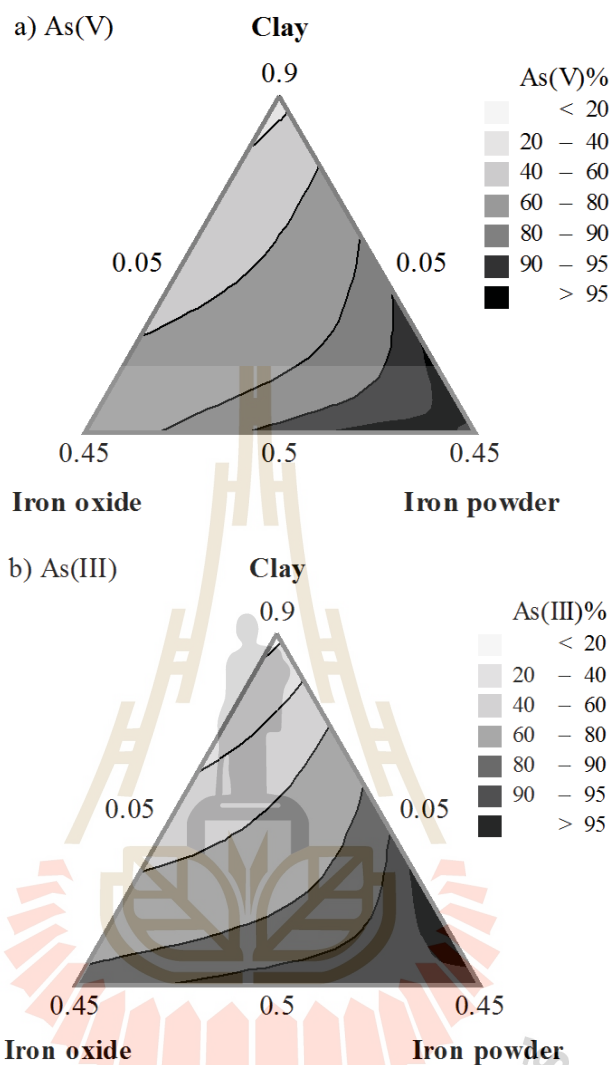 a) As(V)
Clay
0.9
As(V)%
< 20
20 – 40
40 – 60
60 – 80
80 – 90
90 – 95
> 95
0.05
0.05
0.45
0.5
0.45
Iron oxide
Iron powder
b) As(III)
Clay
0.9
As(III)%
< 20
20 – 40
40 – 60
60 – 80
80 – 90
90 – 95
> 95
0.05
0.05
0.45
0.5
0.45
Iron oxide
Iron powder